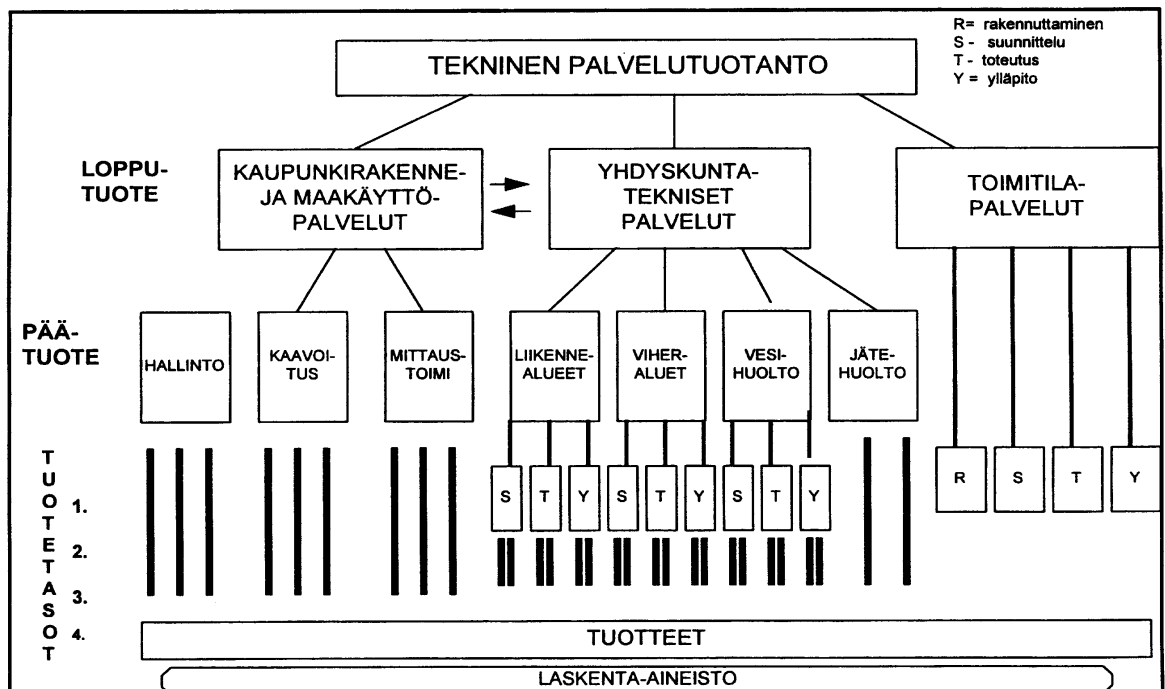 R= rakennuttaminen
S - suunnittelu
T - toteutus
Y = ylläpito
TEKNINEN PALVELUTUOTANTO
LOPPU-
TUOTE
KAUPUNKIRAKENNE-
JA MAAKÄYTTÖ-
PALVELUT
YHDYSKUNTA-
TEKNISET
PALVELUT
TOIMITILA-
PALVELUT
PÄÄ-
TUOTE
HALLINTO
KAAVOI-
TUS
MITTAUS-
TOIMI
LIIKENNE-
ALUEET
VIHER-
ALUET
VESI-
HUOLTO
JÄTE-
HUOLTO
TUOTETASOT
1.
2.
3.
4.
S T Y S T Y S T Y
R S T Y
TUOTTEET
LASKENTA-AINEISTO